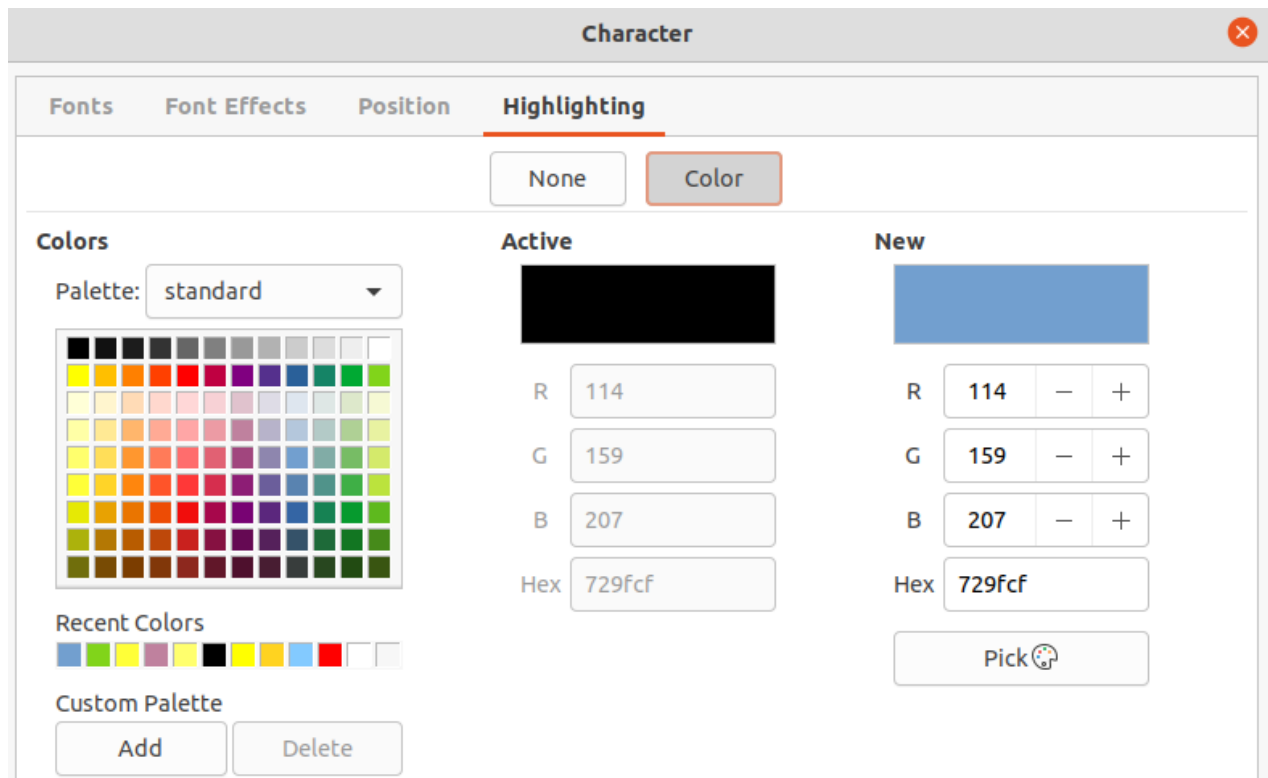 Character
Fonts Font Effects Position Highlighting
None Color
Colors Active New
Palette: standard
R 114 R 114 − +
G 159 G 159 − +
B 207 B 207 − +
Hex 729fcf Hex 729fcf
Recent Colors
Pick
Custom Palette
Add Delete